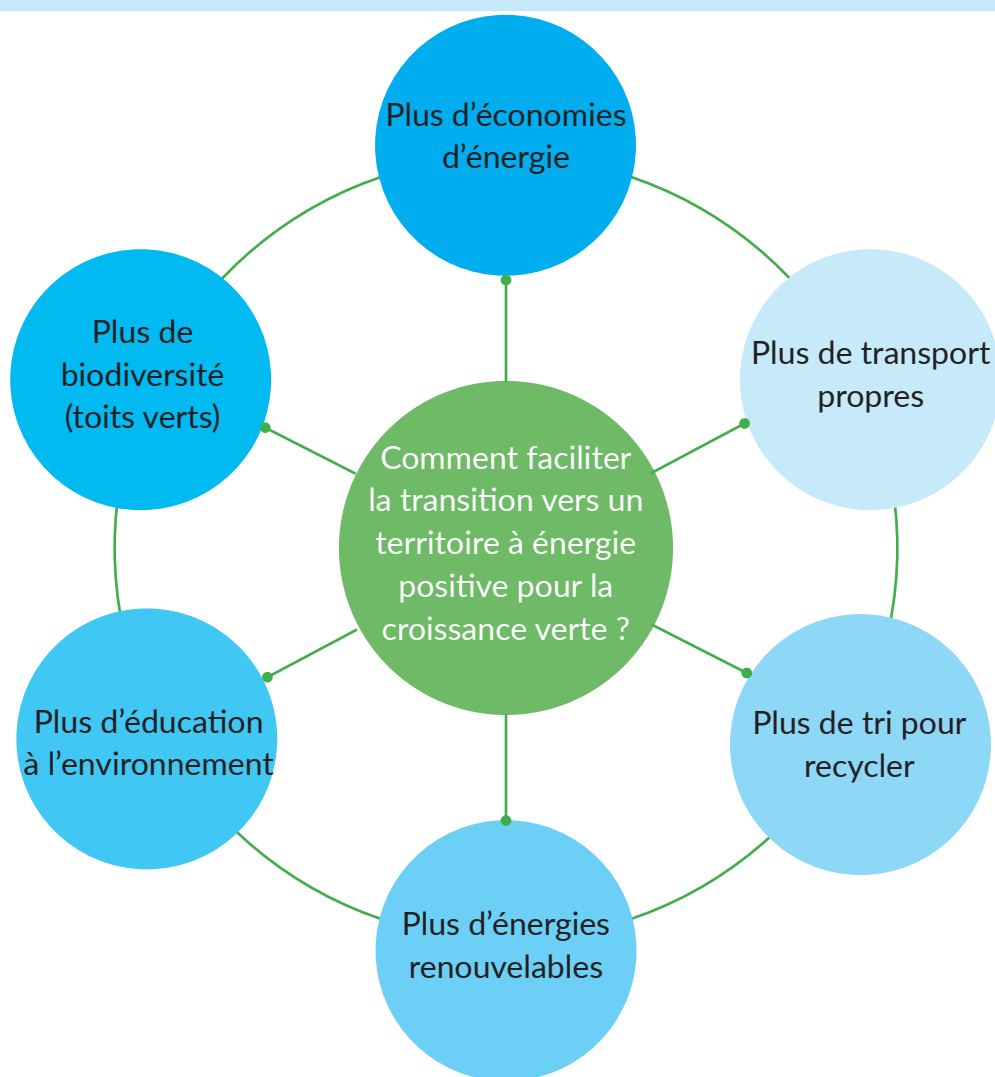 Plus d’économies
d’énergie
Plus de transport
propres
Plus de tri pour
recycler
Plus d’énergies
renouvelables
Plus d’éducation
à l’environnement
Plus de
biodiversité
(toits verts)
Comment faciliter
la transition vers un
territoire à énergie
positive pour la
croissance verte ?